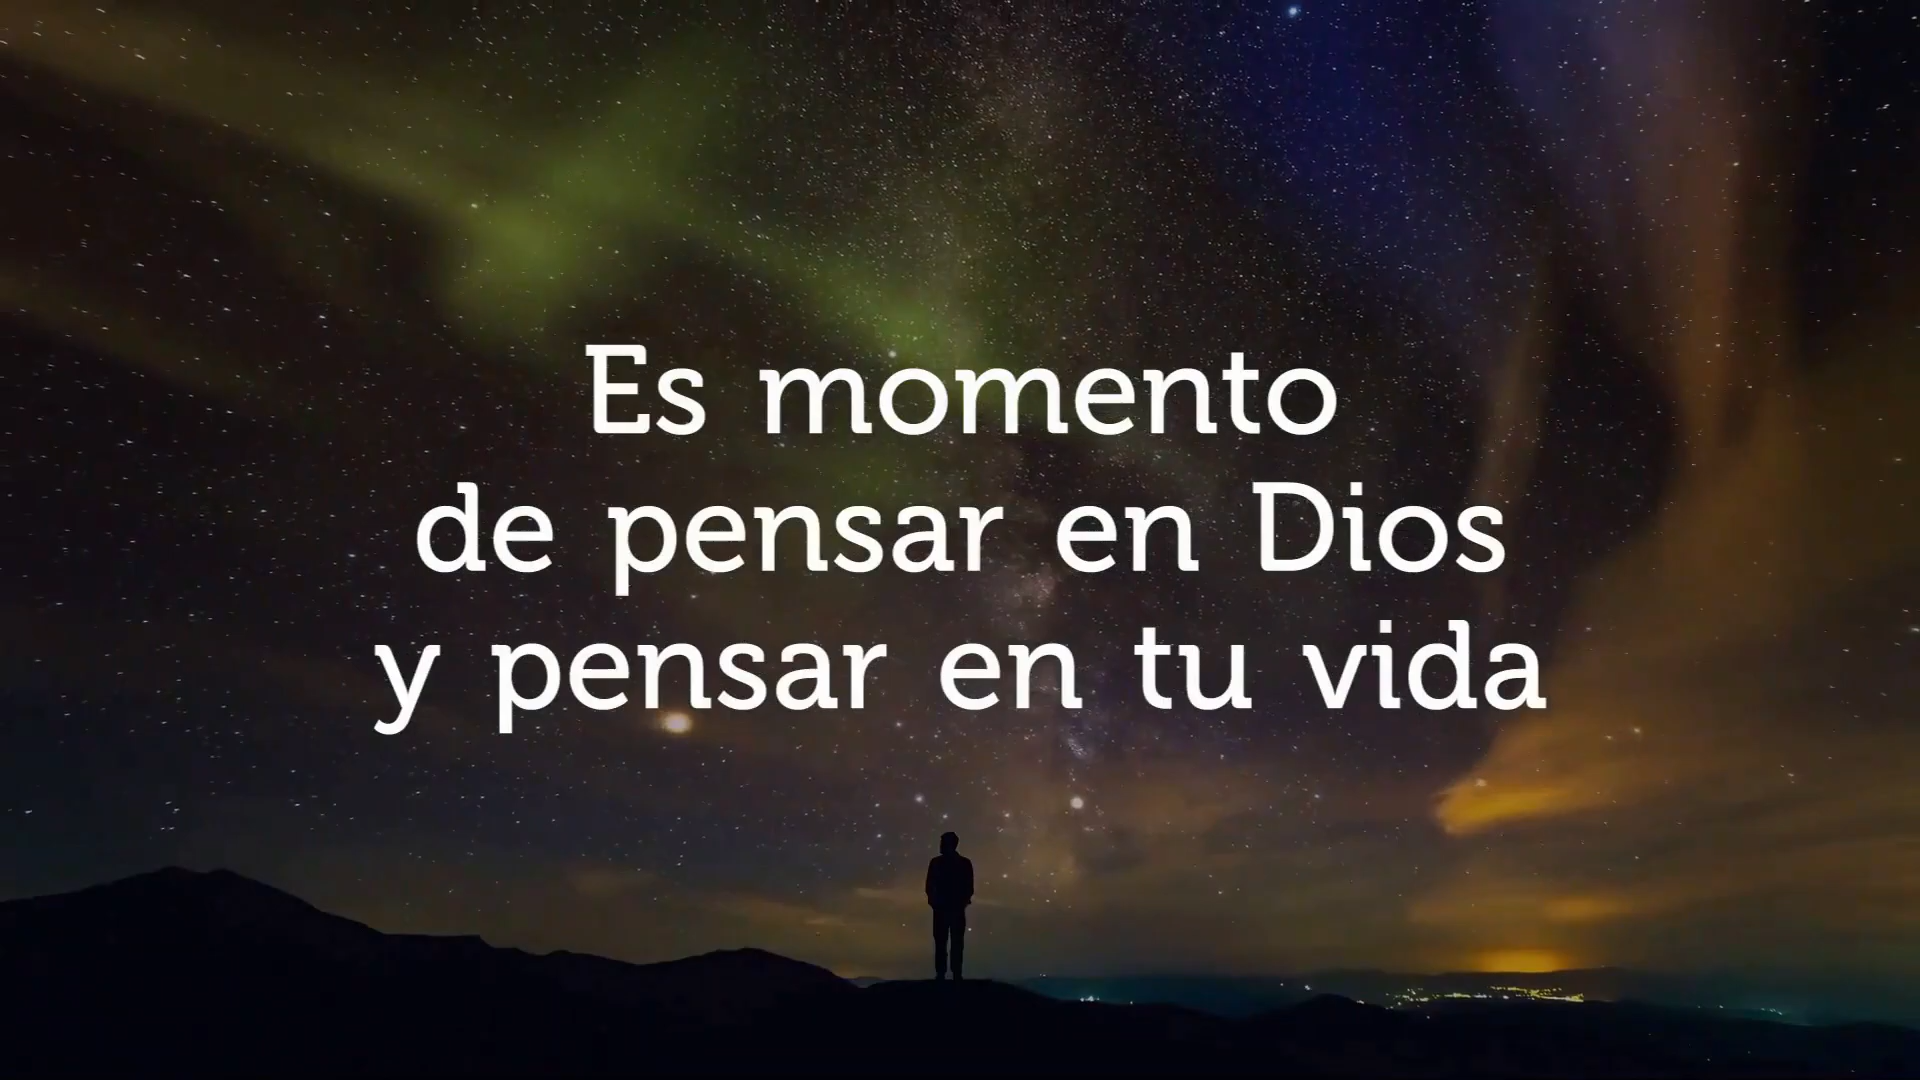 Es momento
de pensar en Dios
y pensar en tu vida